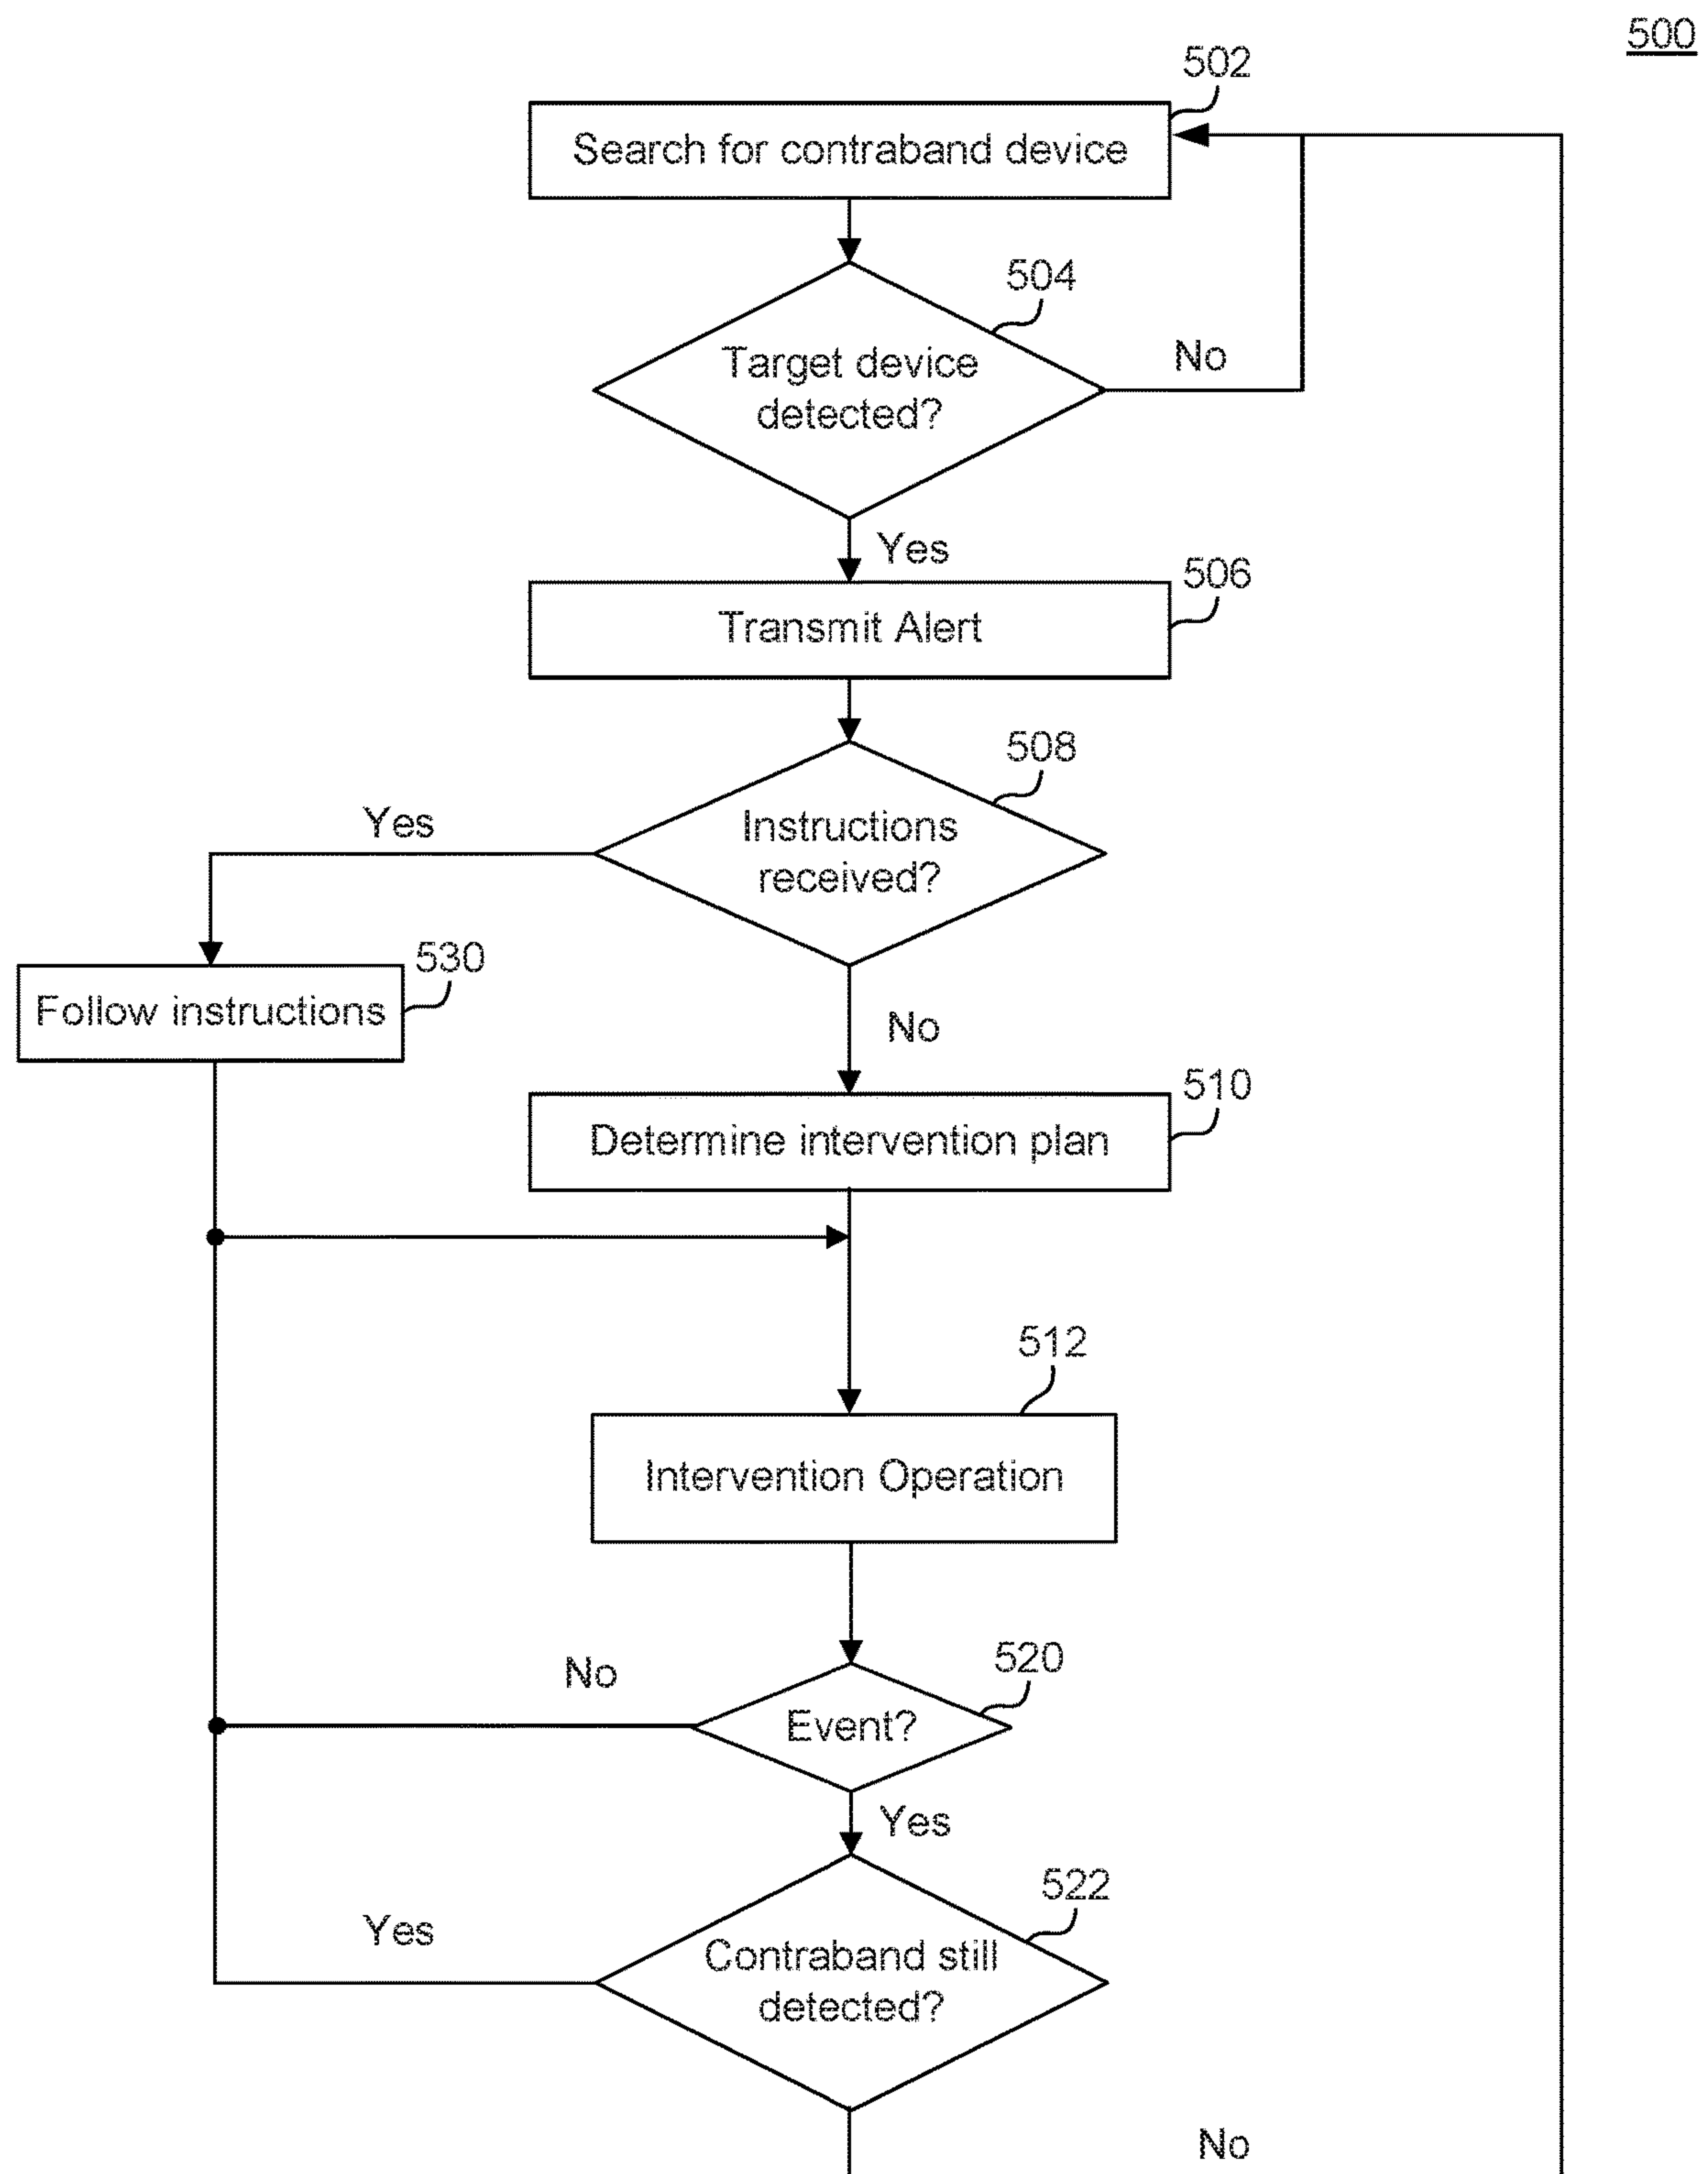 500
502
Search for contraband device
504
Target device
detected?
No
Yes
506
Transmit Alert
508
Instructions
received?
Yes
530
Follow instructions
No
510
Determine intervention plan
512
Intervention Operation
520
No
Event?
Yes
522
Contraband still
detected?
Yes
No